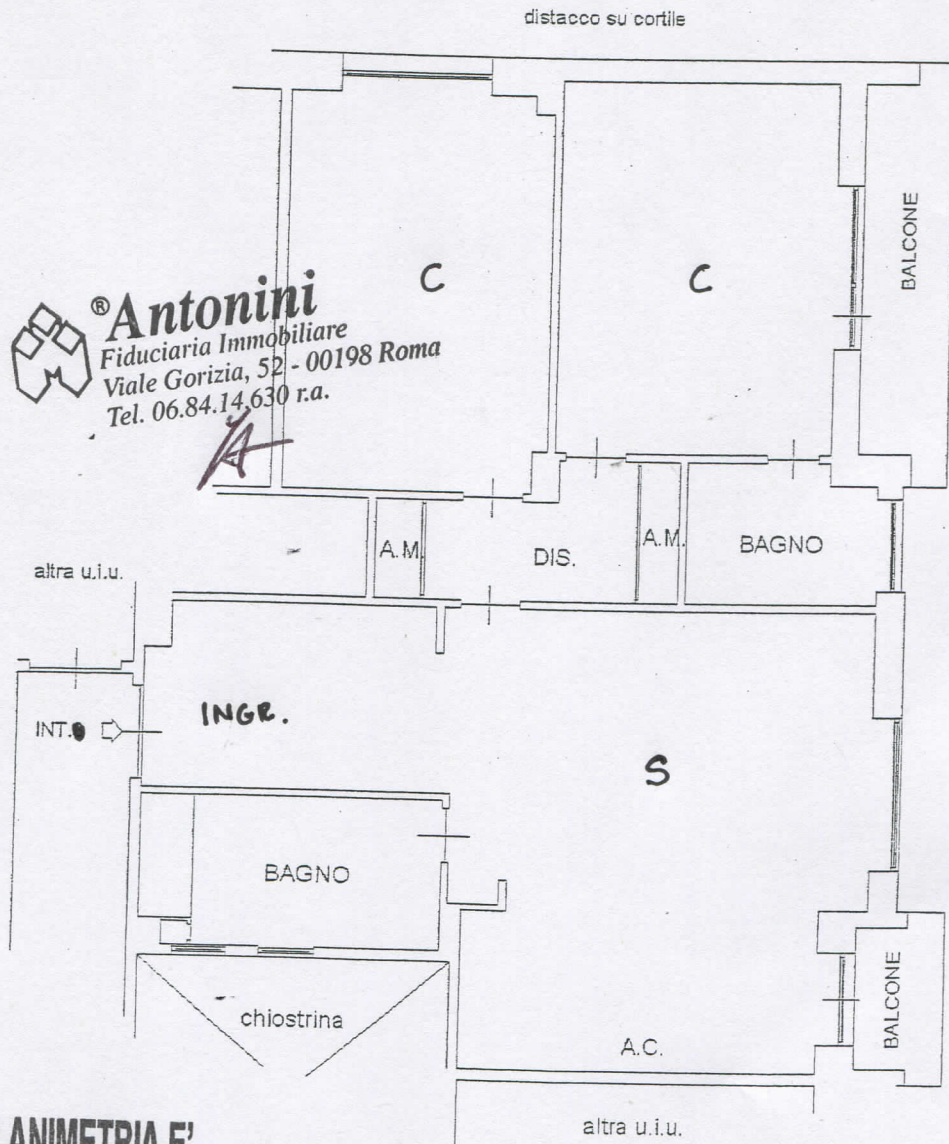 distacco su cortile
BALCONE
C
C
®Antonini
Fiduciaria Immobiliare
Viale Gorizia, 52 - 00198 Roma
Tel. 06.84.14.630 r.a.
A.M.
DIS.
A.M.
BAGNO
altra u.i.u.
INT.
INGR.
S
BAGNO
chiostrina
BALCONE
A.C.
altra u.i.u.
ANIMETRIA E'